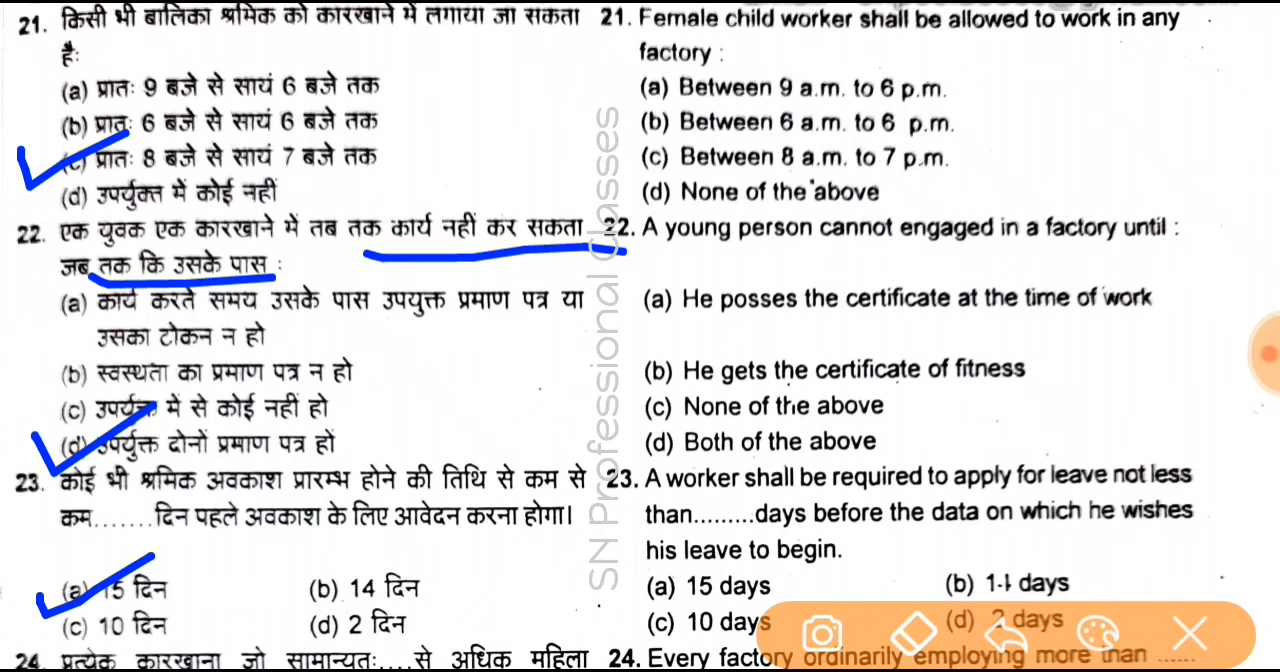 21. किसी भी बालिका श्रमिक को कारखाने में लगाया जा सकता
है:
(a) प्रातः 9 बजे से सायं 6 बजे तक
(b) प्रातः 6 बजे से सायं 6 बजे तक
(c) प्रातः 8 बजे से सायं 7 बजे तक
(d) उपर्युक्त में कोई नहीं
22. एक युवक एक कारखाने में तब तक कार्य नहीं कर सकता
जब तक कि उसके पास :
(a) कार्य करते समय उसके पास उपयुक्त प्रमाण पत्र या
उसका टोकन न हो
(b) स्वस्थता का प्रमाण पत्र न हो
(c) उपर्युक्त में से कोई नहीं हो
(d) उपर्युक्त दोनों प्रमाण पत्र हों
23. कोई भी श्रमिक अवकाश प्रारम्भ होने की तिथि से कम से
कम.......दिन पहले अवकाश के लिए आवेदन करना होगा।
(a) 15 दिन (b) 14 दिन
(c) 10 दिन (d) 2 दिन
24. प्रत्येक कारखाना जो सामान्यतः....से अधिक महिला
21. Female child worker shall be allowed to work in any
factory :
(a) Between 9 a.m. to 6 p.m.
(b) Between 6 a.m. to 6 p.m.
(c) Between 8 a.m. to 7 p.m.
(d) None of the above
22. A young person cannot engaged in a factory until :
(a) He posses the certificate at the time of work
(b) He gets the certificate of fitness
(c) None of the above
(d) Both of the above
23. A worker shall be required to apply for leave not less
than.........days before the data on which he wishes
his leave to begin.
(a) 15 days (b) 14 days
(c) 10 days (d) 2 days
24. Every factory ordinarily employing more than ......
SN Professional Classes